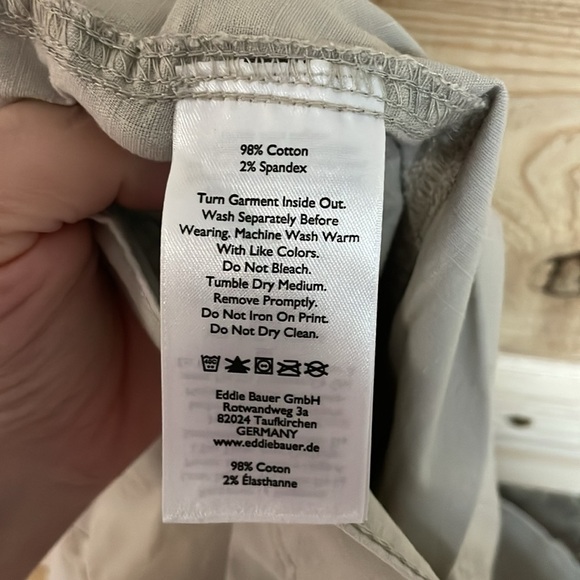 98% Cotton
2% Spandex
Turn Garment Inside Out.
Wash Separately Before
Wearing. Machine Wash Warm
With Like Colors.
Do Not Bleach.
Tumble Dry Medium.
Remove Promptly.
Do Not Iron On Print.
Do Not Dry Clean.
Eddie Bauer GmbH
Rotwandweg 3a
82024 Taufkirchen
GERMANY
www.eddiebauer.de
98% Coton
2% Élasthanne